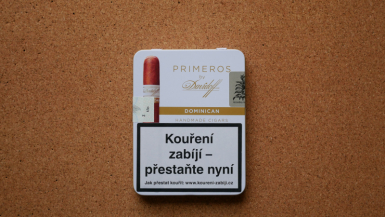 PRIMEROS
by
Davidoff
DOMINICAN
HANDMADE CIGARS
Kouření
zabíjí –
přestaňte nyní
Jak přestat kouřit: www.koureni-zabiji.cz